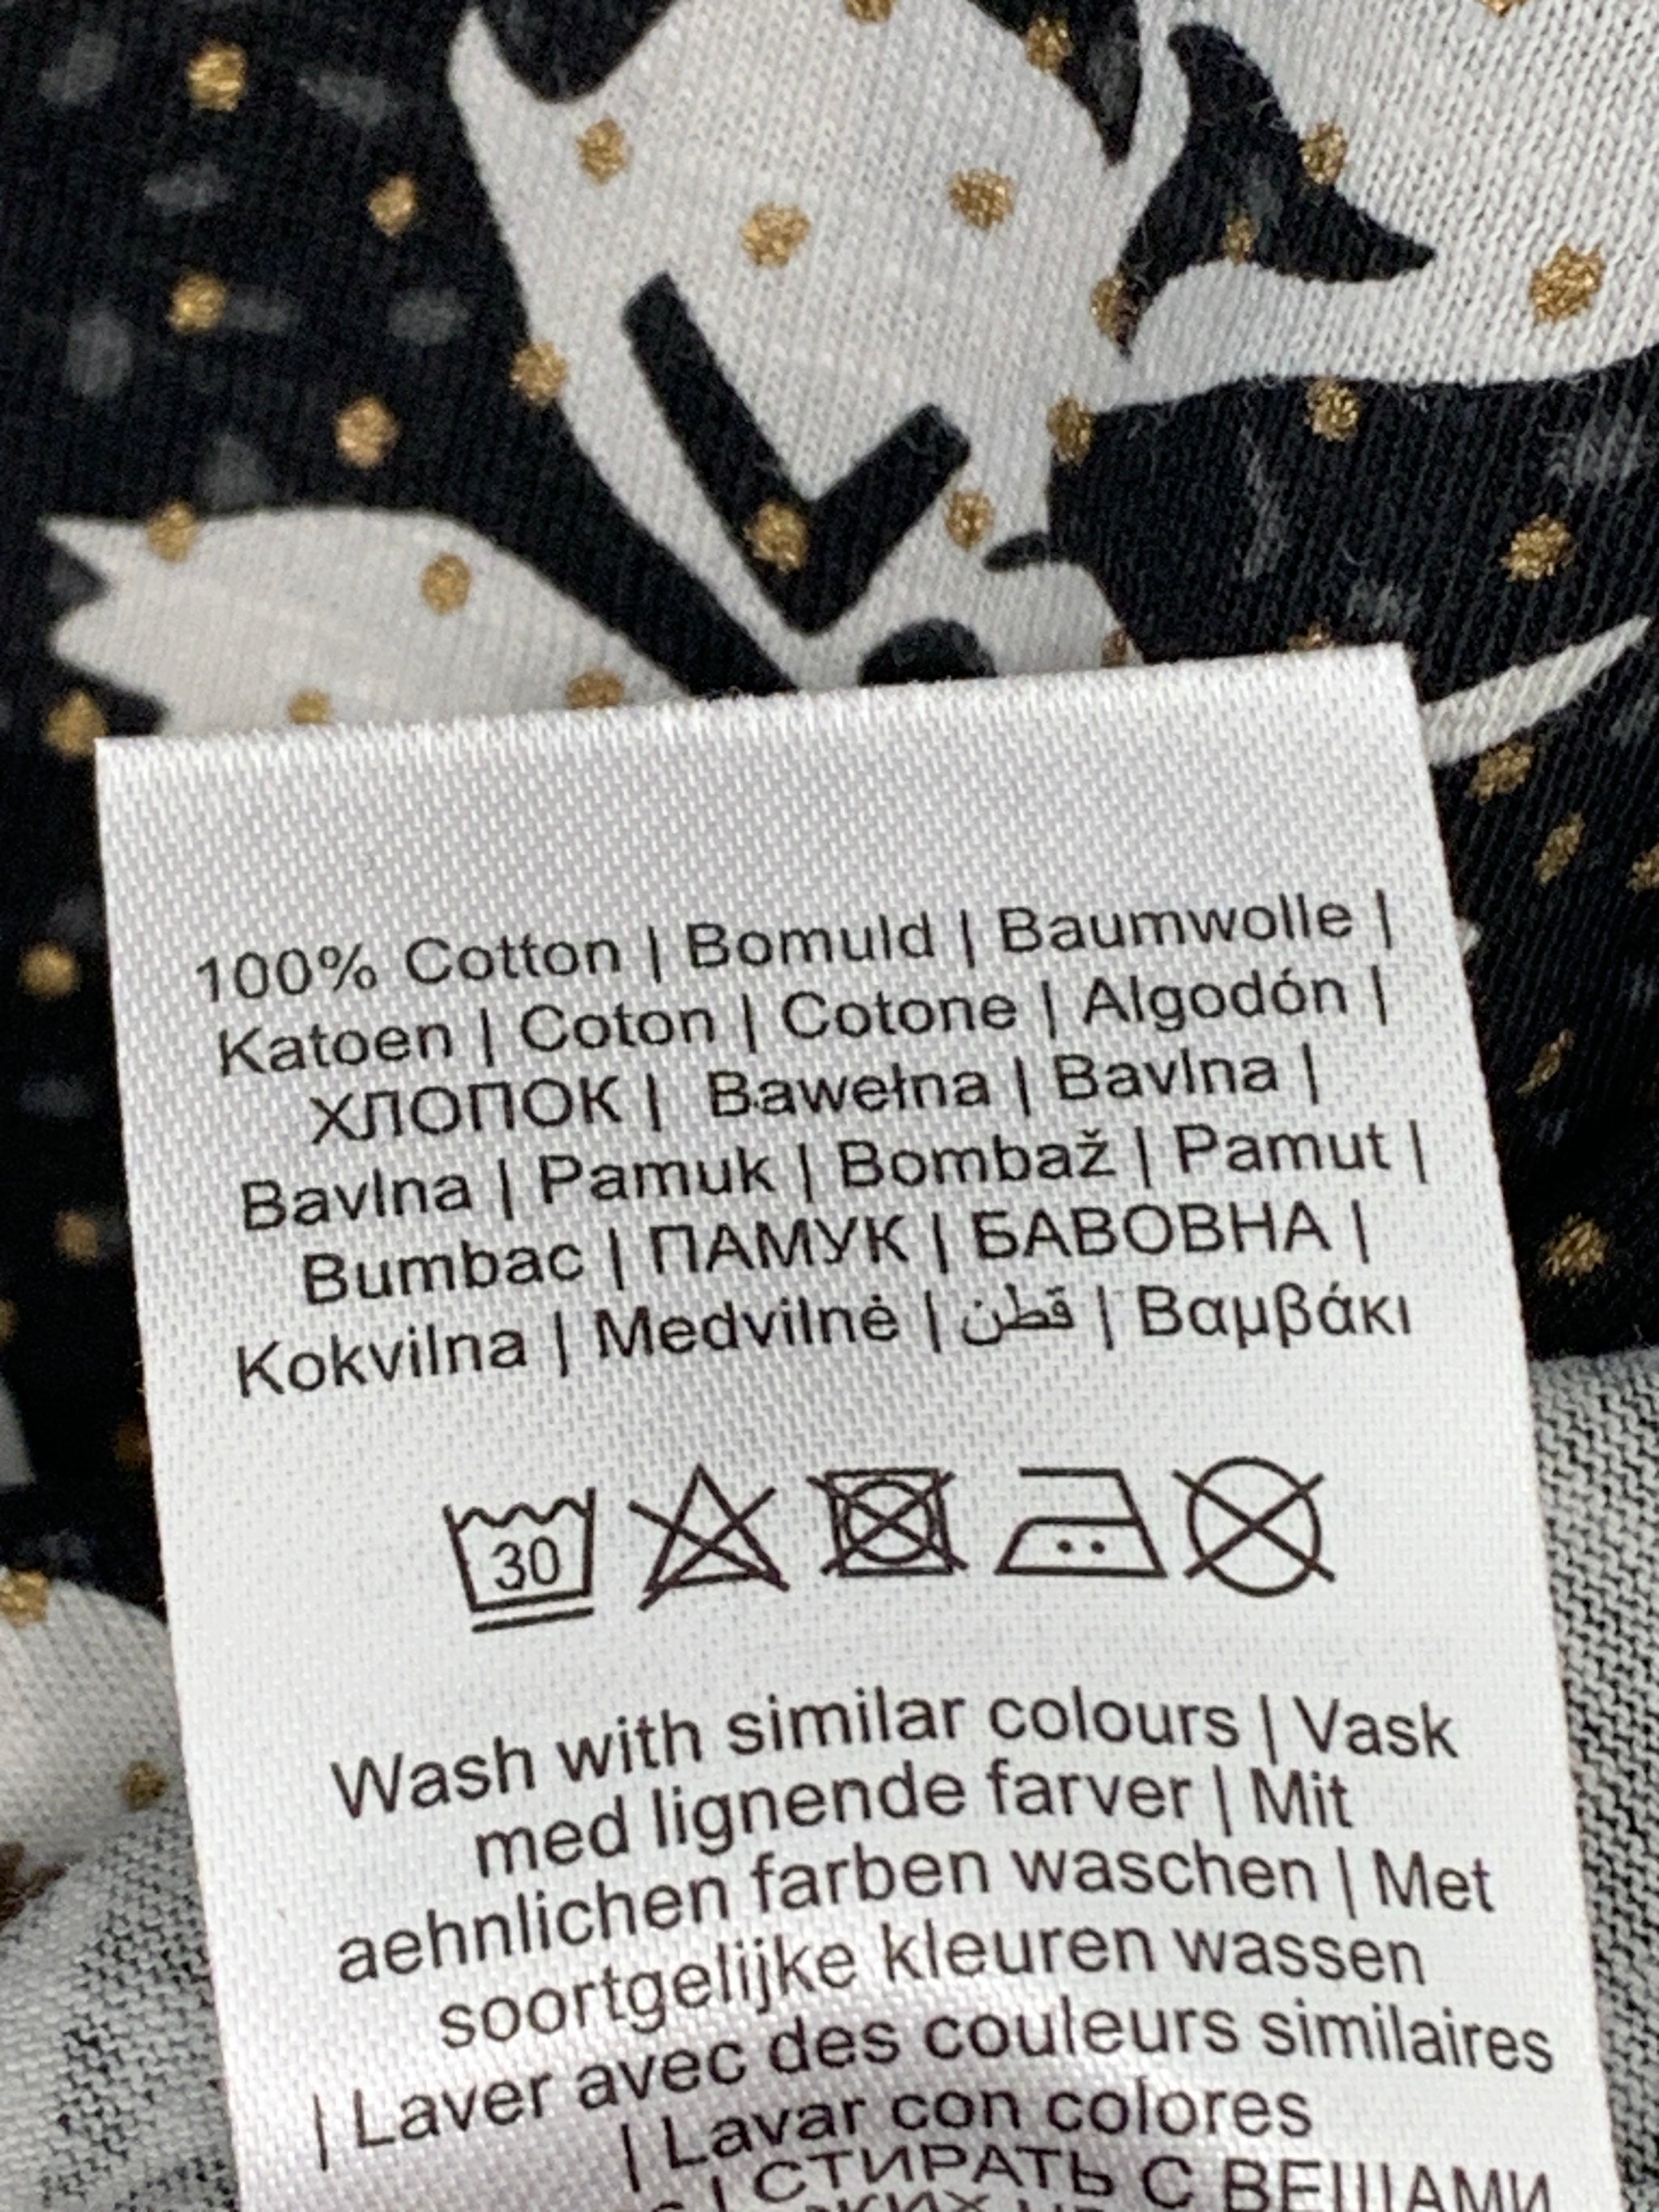 100% Cotton | Bomuld | Baumwolle |
Katoen | Coton | Cotone | Algodón |
ХЛОПОК | Bawełna | Bavlna |
Bavlna | Pamuk | Bombaž | Pamut |
Bumbac | ПАМУК | БАВОВНА |
Kokvilna | Medvilnė | قطن | Βαμβάκι
30
Wash with similar colours | Vask
med lignende farver | Mit
aehnlichen farben waschen | Met
soortgelijke kleuren wassen
| Laver avec des couleurs similaires
| Lavar con colores
| СТИРАТЬ С ВЕЩАМИ